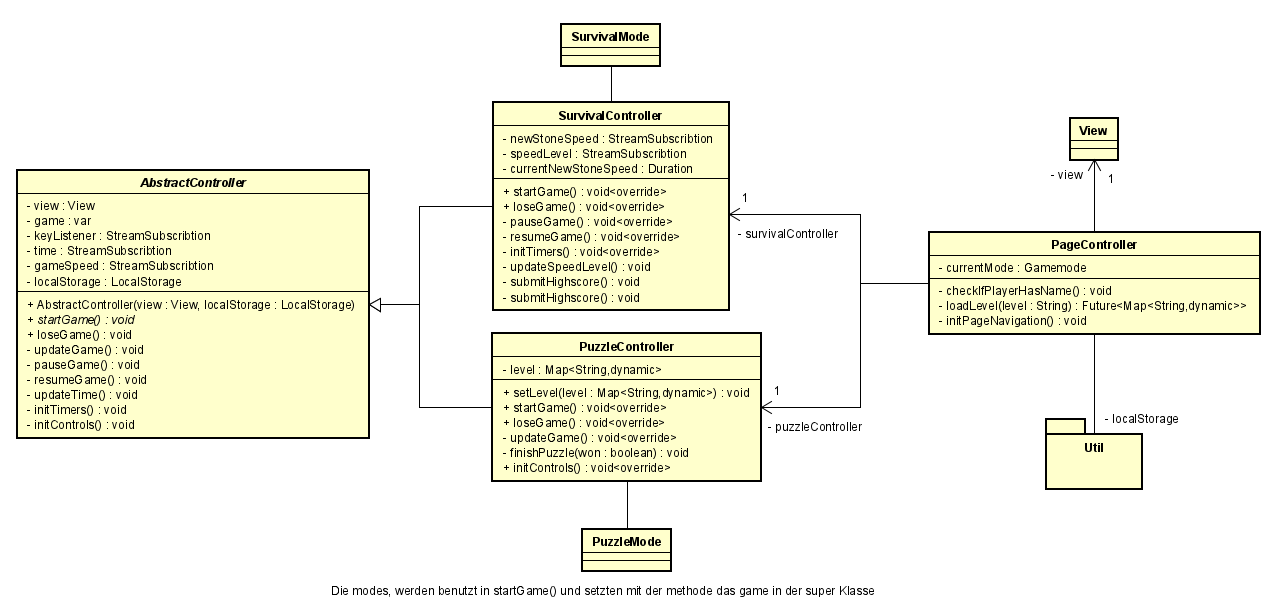 SurvivalMode
SurvivalController
- newStoneSpeed : StreamSubscribtion
- speedLevel : StreamSubscribtion
- currentNewStoneSpeed : Duration
+ startGame() : void<override>
+ loseGame() : void<override>
- pauseGame() : void<override>
- resumeGame() : void<override>
- initTimers() : void<override>
- updateSpeedLevel() : void
- submitHighscore() : void
- submitHighscore() : void
AbstractController
- view : View
- game : var
- keyListener : StreamSubscribtion
- time : StreamSubscribtion
- gameSpeed : StreamSubscribtion
- localStorage : LocalStorage
+ AbstractController(view : View, localStorage : LocalStorage)
+ startGame() : void
+ loseGame() : void
- updateGame() : void
- pauseGame() : void
- resumeGame() : void
- updateTime() : void
- initTimers() : void
- initControls() : void
PuzzleController
- level : Map<String,dynamic>
+ setLevel(level : Map<String,dynamic>) : void
+ startGame() : void<override>
+ loseGame() : void<override>
- updateGame() : void<override>
- finishPuzzle(won : boolean) : void
+ initControls() : void<override>
PuzzleMode
1
- survivalController
1
- puzzleController
View
- view
1
PageController
- currentMode : Gamemode
- checkIfPlayerHasName() : void
- loadLevel(level : String) : Future<Map<String,dynamic>>
- initPageNavigation() : void
- localStorage
Util
Die modes, werden benutzt in startGame() und setzten mit der methode das game in der super Klasse